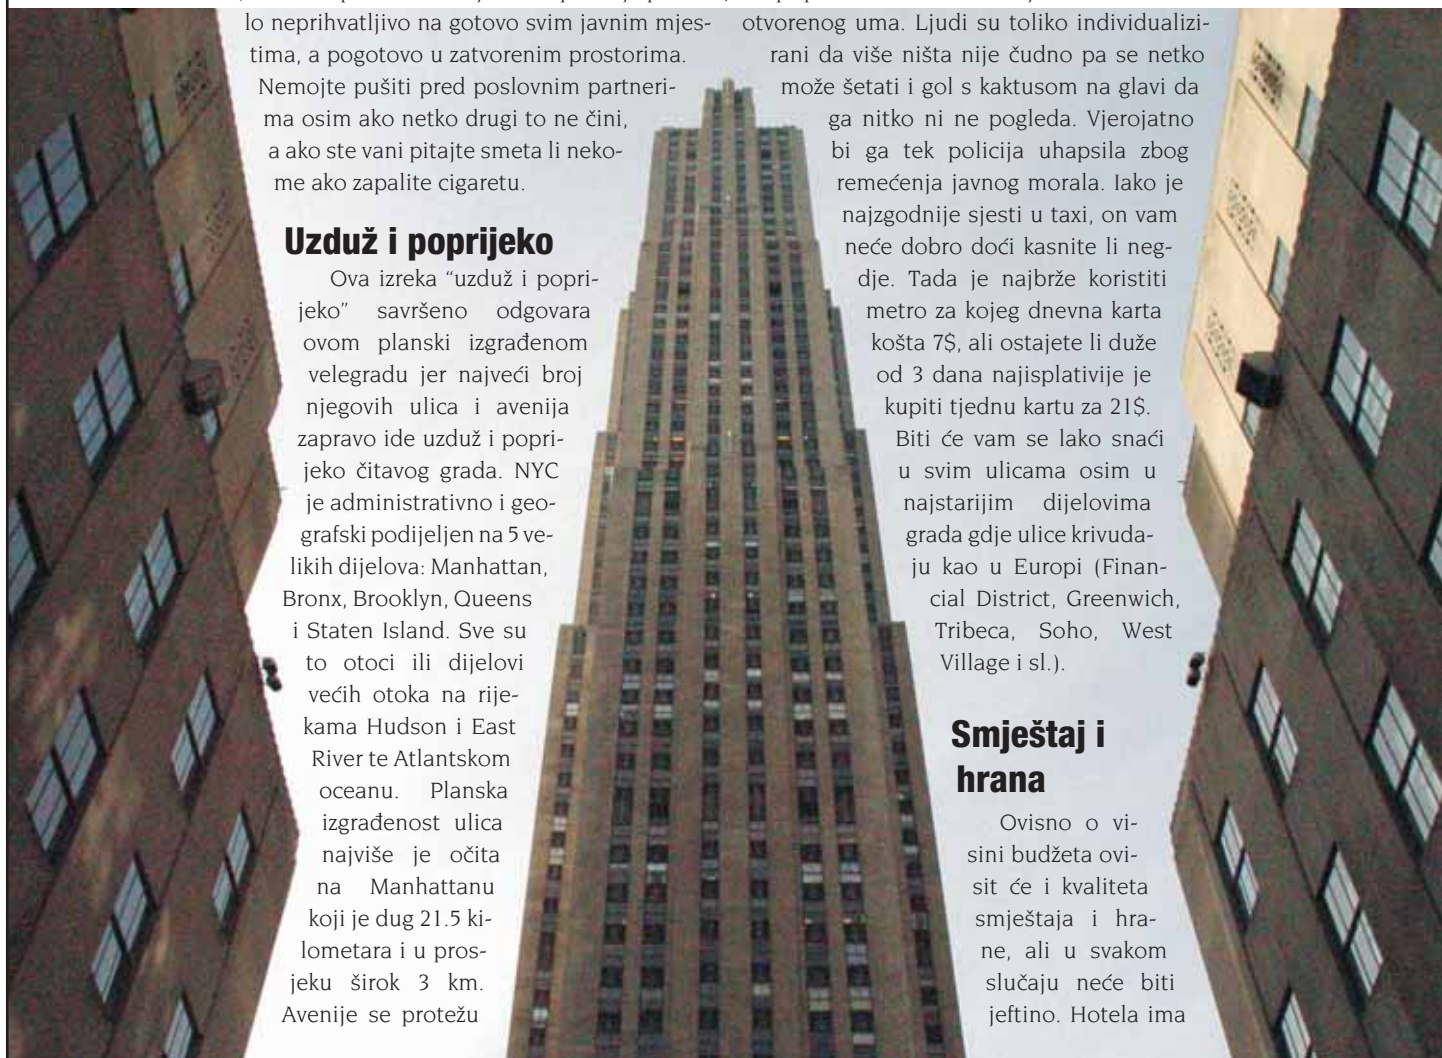 lo neprihvatljivo na gotovo svim javnim mjes-
tima, a pogotovo u zatvorenim prostorima.
Nemojte pušiti pred poslovnim partneri-
ma osim ako netko drugi to ne čini,
a ako ste vani pitajte smeta li neko-
me ako zapalite cigaretu.
Uzduž i poprijeko
Ova izreka “uzduž i popri-
jeko” savršeno odgovara
ovom planski izgrađenom
velegradu jer najveći broj
njegovih ulica i avenija
zapravo ide uzduž i popri-
jeko čitavog grada. NYC
je administrativno i geo-
grafski podijeljen na 5 ve-
likih dijelova: Manhattan,
Bronx, Brooklyn, Queens
i Staten Island. Sve su
to otoci ili dijelovi
većih otoka na rije-
kama Hudson i East
River te Atlantskom
oceanu. Planska
izgrađenost ulica
najviše je očita
na Manhattanu
koji je dug 21.5 ki-
lometara i u pros-
jeku širok 3 km.
Avenije se protežu
otvorenog uma. Ljudi su toliko individualizi-
rani da više ništa nije čudno pa se netko
može šetati i gol s kaktusom na glavi da
ga nitko ni ne pogleda. Vjerojatno
bi ga tek policija uhapsila zbog
remećenja javnog morala. Iako je
najzgodnije sjesti u taxi, on vam
neće dobro doći kasnite li neg-
dje. Tada je najbrže koristiti
metro za kojeg dnevna karta
košta 7$, ali ostajete li duže
od 3 dana najisplativije je
kupiti tjednu kartu za 21$.
Biti će vam se lako snaći
u svim ulicama osim u
najstarijim dijelovima
grada gdje ulice krivuda-
ju kao u Europi (Finan-
cial District, Greenwich,
Tribeca, Soho, West
Village i sl.).
Smještaj i
hrana
Ovisno o vi-
sini budžeta ovi-
sit će i kvaliteta
smještaja i hra-
ne, ali u svakom
slučaju neće biti
jeftino. Hotela ima